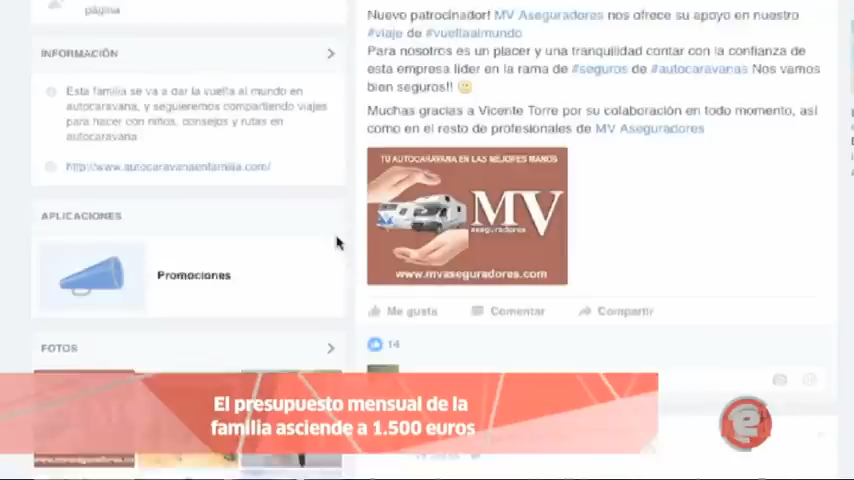 página
INFORMACIÓN
Esta familia se va a dar la vuelta al mundo en
autocaravana, y seguieremos compartiendo viajes
para hacer con niños, consejos y rutas en
autocaravana
http://www.autocaravanaenfamilia.com/
APLICACIONES
Promociones
FOTOS
Nuevo patrocinador! MV Aseguradores nos ofrece su apoyo en nuestro
#viaje de #vueltaalmundo
Para nosotros es un placer y una tranquilidad contar con la confianza de
esta empresa lider en la rama de #seguros de #autocaravanas Nos vamos
bien seguros!!
Muchas gracias a Vicente Torre por su colaboración en todo momento, así
como en el resto de profesionales de MV Aseguradores
TU AUTOCARAVANA EN LAS MEJORES MANOS
MV
aseguradores
www.mvaseguradores.com
Me gusta
Comentar
Compartir
14
El presupuesto mensual de la
familia asciende a 1.500 euros
e